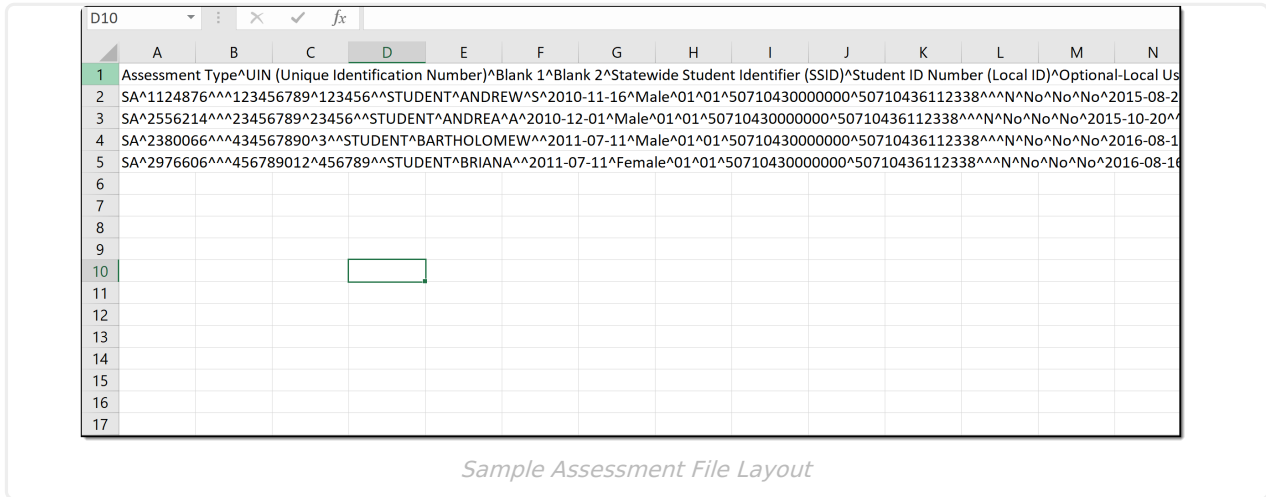 D10 fx
A B C D E F G H I J K L M N
1 Assessment Type^UIN (Unique Identification Number)^Blank 1^Blank 2^Statewide Student Identifier (SSID)^Student ID Number (Local ID)^Optional-Local Us
2 SA^1124876^^^123456789^123456^^STUDENT^ANDREW^S^2010-11-16^Male^01^01^50710430000000^50710436112338^^^N^No^No^No^2015-08-2
3 SA^2556214^^^23456789^23456^^STUDENT^ANDREA^A^2010-12-01^Male^01^01^50710430000000^50710436112338^^^N^No^No^No^2015-10-20^^
4 SA^2380066^^^434567890^3^^STUDENT^BARTHOLOMEW^^2011-07-11^Male^01^01^50710430000000^50710436112338^^^N^No^No^No^2016-08-1
5 SA^2976606^^^456789012^456789^^STUDENT^BRIANA^^2011-07-11^Female^01^01^50710430000000^50710436112338^^^N^No^No^No^2016-08-16
6
7
8
9
10
11
12
13
14
15
16
17
Sample Assessment File Layout